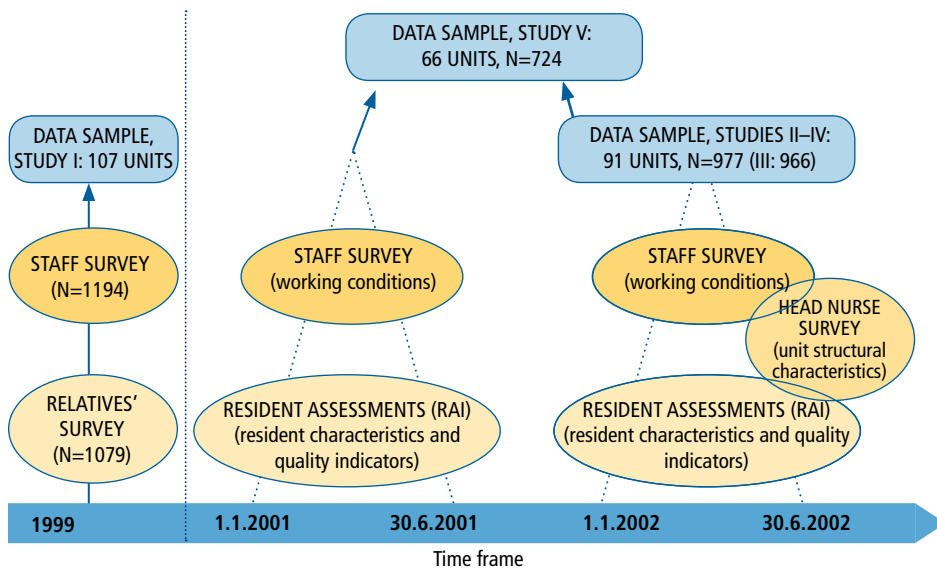 DATA SAMPLE, STUDY V:
66 UNITS, N=724
DATA SAMPLE,
STUDY I: 107 UNITS
DATA SAMPLE, STUDIES II–IV:
91 UNITS, N=977 (III: 966)
STAFF SURVEY
(N=1194)
STAFF SURVEY
(working conditions)
STAFF SURVEY
(working conditions)
HEAD NURSE
SURVEY
(unit structural
characteristics)
RELATIVES’
SURVEY
(N=1079)
RESIDENT ASSESSMENTS (RAI)
(resident characteristics and
quality indicators)
RESIDENT ASSESSMENTS (RAI)
(resident characteristics and quality
indicators)
1999
1.1.2001
30.6.2001
1.1.2002
30.6.2002
Time frame